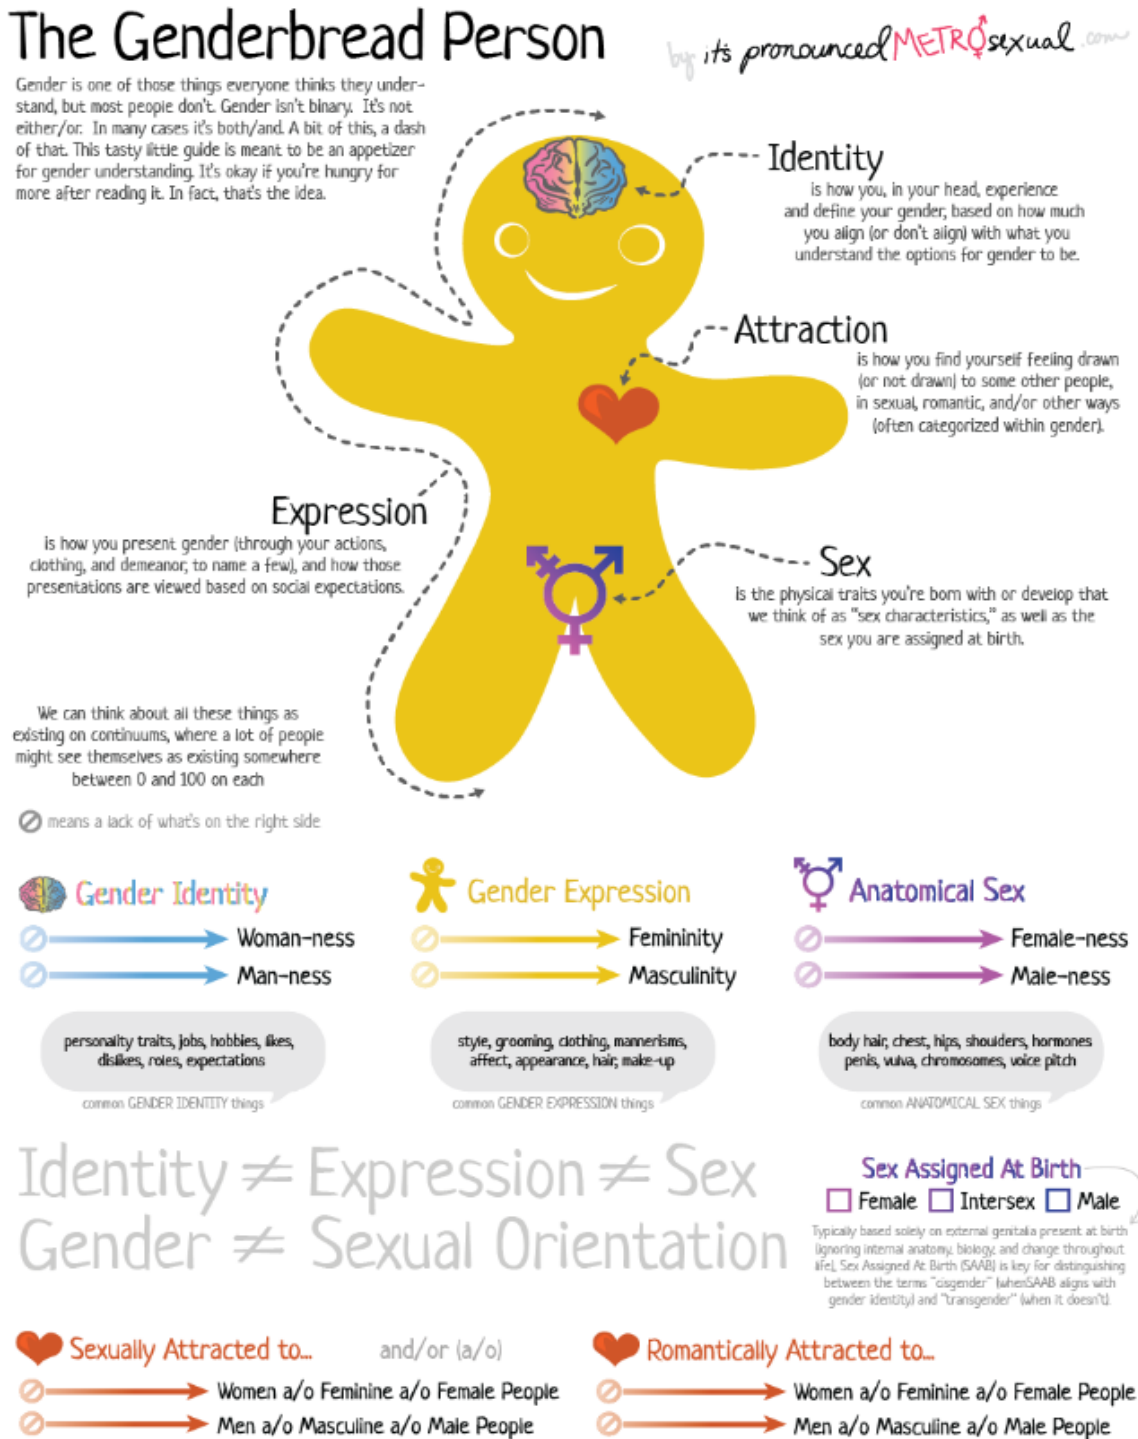 The Genderbread Person
by it's pronounced METROsexual.com
Gender is one of those things everyone thinks they under-
stand, but most people don't. Gender isn't binary. It's not
either/or. In many cases it's both/and. A bit of this, a dash
of that. This tasty little guide is meant to be an appetizer
for gender understanding. It's okay if you're hungry for
more after reading it. In fact, that's the idea.
Identity
is how you, in your head, experience
and define your gender, based on how much
you align (or don't align) with what you
understand the options for gender to be.
Attraction
is how you find yourself feeling drawn
(or not drawn) to some other people,
in sexual, romantic, and/or other ways
(often categorized within gender).
Expression
is how you present gender (through your actions,
clothing, and demeanor, to name a few), and how those
presentations are viewed based on social expectations.
Sex
is the physical traits you're born with or develop that
we think of as "sex characteristics," as well as the
sex you are assigned at birth.
We can think about all these things as
existing on continuums, where a lot of people
might see themselves as existing somewhere
between 0 and 100 on each
means a lack of what's on the right side
Gender Identity
Woman-ness
Man-ness
personality traits, jobs, hobbies, likes,
dislikes, roles, expectations
common GENDER IDENTITY things
Gender Expression
Femininity
Masculinity
style, grooming, clothing, mannerisms,
affect, appearance, hair, make-up
common GENDER EXPRESSION things
Anatomical Sex
Female-ness
Male-ness
body hair, chest, hips, shoulders, hormones
penis, vulva, chromosomes, voice pitch
common ANATOMICAL SEX things
Identity ≠ Expression ≠ Sex
Gender ≠ Sexual Orientation
Sex Assigned At Birth
Female Intersex Male
Typically based solely on external genitalia present at birth
(ignoring internal anatomy, biology, and change throughout
life), Sex Assigned At Birth (SAAB) is key for distinguishing
between the terms "cisgender" (whenSAAB aligns with
gender identity) and "transgender" (when it doesn't).
Sexually Attracted to...
and/or (a/o)
Women a/o Feminine a/o Female People
Men a/o Masculine a/o Male People
Romantically Attracted to...
Women a/o Feminine a/o Female People
Men a/o Masculine a/o Male People